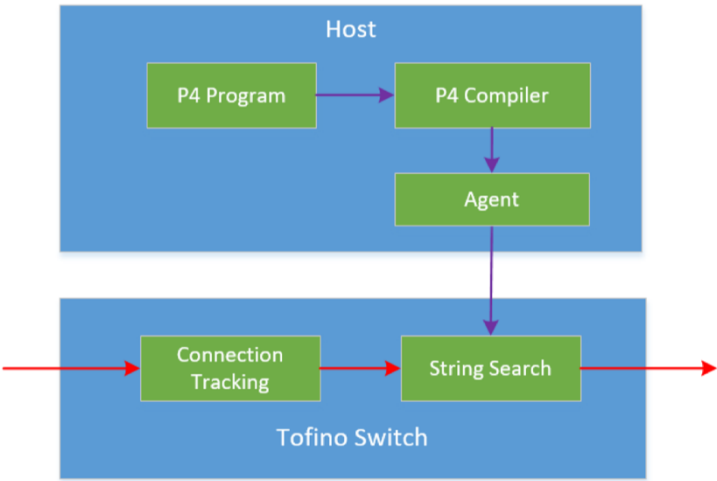 Host
P4 Program
P4 Compiler
Agent
Connection
Tracking
String Search
Tofino Switch